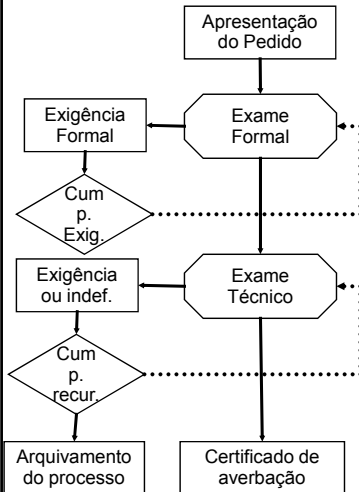 Apresentação
do Pedido
Exigência
Formal
Exame
Formal
Cum
p.
Exig.
Exigência
ou indef.
Exame
Técnico
Cum
p.
recur.
Arquivamento
do processo
Certificado de
averbação